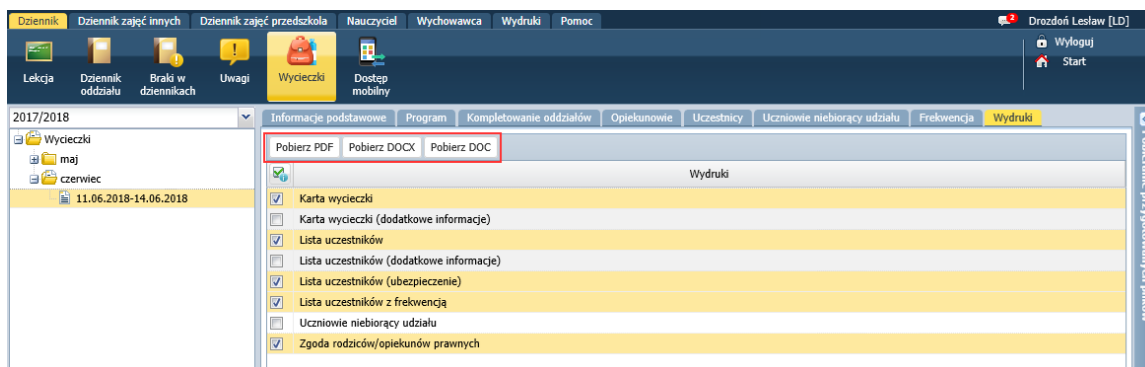 Dziennik Dziennik zajęć innych Dziennik zajęć przedszkola Nauczyciel Wychowawca Wydruki Pomoc 2 Drozdoń Lesław [LD]
Lekcja Dziennik oddziału Braki w dziennikach Uwagi Wycieczki Dostęp mobilny
Wyloguj
Start
2017/2018
Wycieczki
maj
czerwiec
11.06.2018-14.06.2018
Informacje podstawowe Program Kompletowanie oddziałów Opiekunowie Uczestnicy Uczniowie niebiorący udziału Frekwencja Wydruki
Pobierz PDF Pobierz DOCX Pobierz DOC
Wydruki
Karta wycieczki
Karta wycieczki (dodatkowe informacje)
Lista uczestników
Lista uczestników (dodatkowe informacje)
Lista uczestników (ubezpieczenie)
Lista uczestników z frekwencją
Uczniowie niebiorący udziału
Zgoda rodziców/opiekunów prawnych
przygotowanych plików